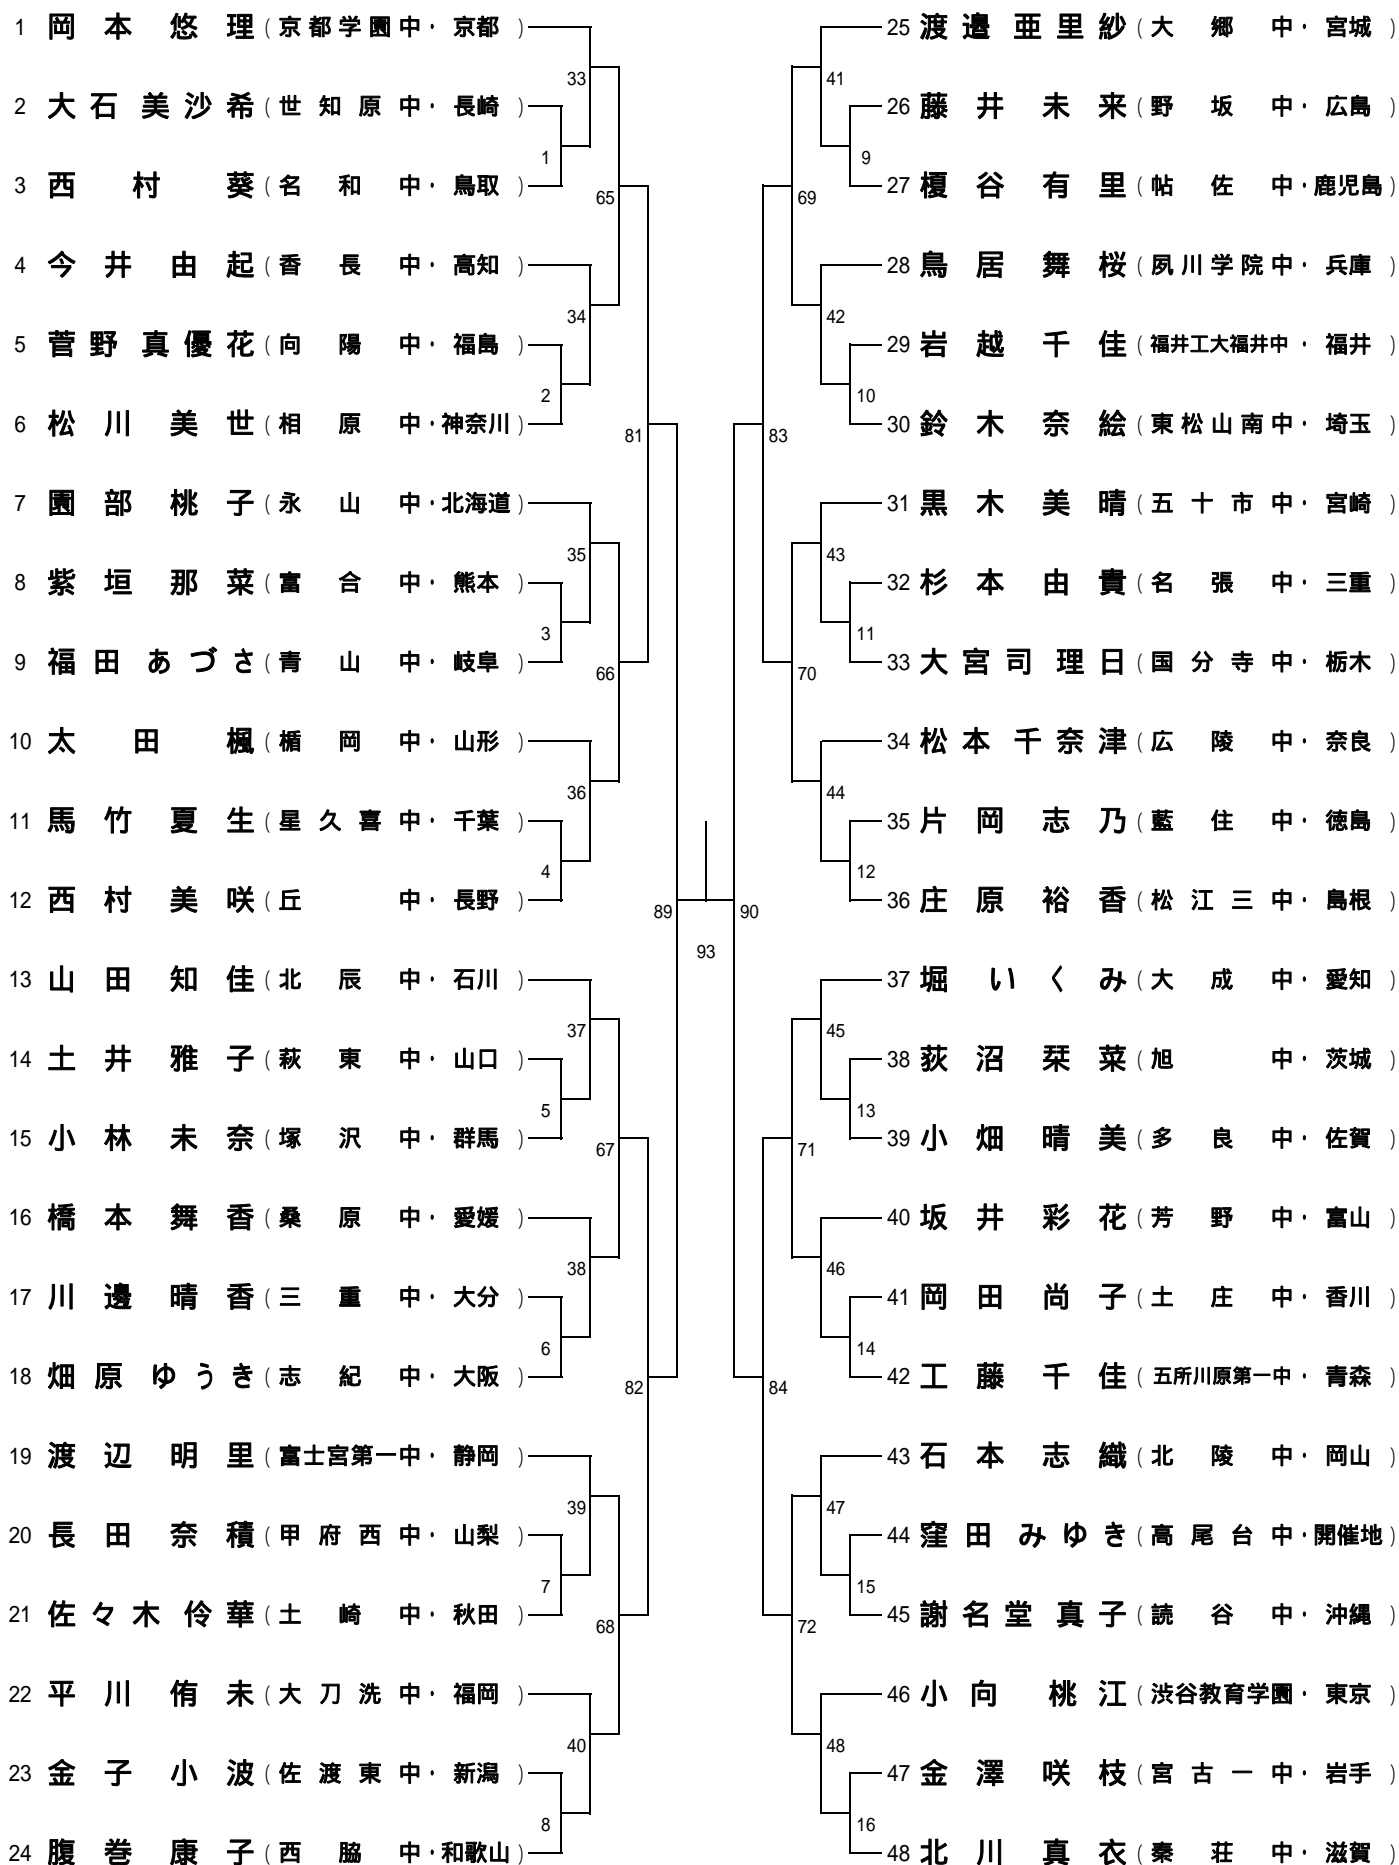 1 岡本悠理 (京都学園中・京都)
2 大石美沙希 (世知原中・長崎)
3 西村葵 (名和中・鳥取)
4 今井由起 (香長中・高知)
5 菅野真優花 (向陽中・福島)
6 松川美世 (相原中・神奈川)
7 園部桃子 (永山中・北海道)
8 紫垣那菜 (富合中・熊本)
9 福田あづさ (青山中・岐阜)
10 太田楓 (楯岡中・山形)
11 馬竹夏生 (星久喜中・千葉)
12 西村美咲 (丘中・長野)
13 山田知佳 (北辰中・石川)
14 土井雅子 (萩東中・山口)
15 小林未奈 (塚沢中・群馬)
16 橋本舞香 (桑原中・愛媛)
17 川邊晴香 (三重中・大分)
18 畑原ゆうき (志紀中・大阪)
19 渡辺明里 (富士宮第一中・静岡)
20 長田奈積 (甲府西中・山梨)
21 佐々木伶華 (土崎中・秋田)
22 平川侑未 (大刀洗中・福岡)
23 金子小波 (佐渡東中・新潟)
24 腹巻康子 (西脇中・和歌山)
33
1
65
34
2
81
35
3
66
36
4
89
37
5
67
38
6
82
39
7
68
40
8
93
25 渡邉亜里紗 (大郷中・宮城)
26 藤井未来 (野坂中・広島)
27 榎谷有里 (帖佐中・鹿児島)
28 鳥居舞桜 (夙川学院中・兵庫)
29 岩越千佳 (福井工大福井中・福井)
30 鈴木奈絵 (東松山南中・埼玉)
31 黒木美晴 (五十市中・宮崎)
32 杉本由貴 (名張中・三重)
33 大宮司理日 (国分寺中・栃木)
34 松本千奈津 (広陵中・奈良)
35 片岡志乃 (藍住中・徳島)
36 庄原裕香 (松江三中・島根)
37 堀いくみ (大成中・愛知)
38 荻沼栞菜 (旭中・茨城)
39 小畑晴美 (多良中・佐賀)
40 坂井彩花 (芳野中・富山)
41 岡田尚子 (土庄中・香川)
42 工藤千佳 (五所川原第一中・青森)
43 石本志織 (北陵中・岡山)
44 窪田みゆき (高尾台中・開催地)
45 謝名堂真子 (読谷中・沖縄)
46 小向桃江 (渋谷教育学園・東京)
47 金澤咲枝 (宮古一中・岩手)
48 北川真衣 (秦荘中・滋賀)
41
9
69
42
10
83
43
11
70
44
12
90
45
13
71
46
14
84
47
15
72
48
16